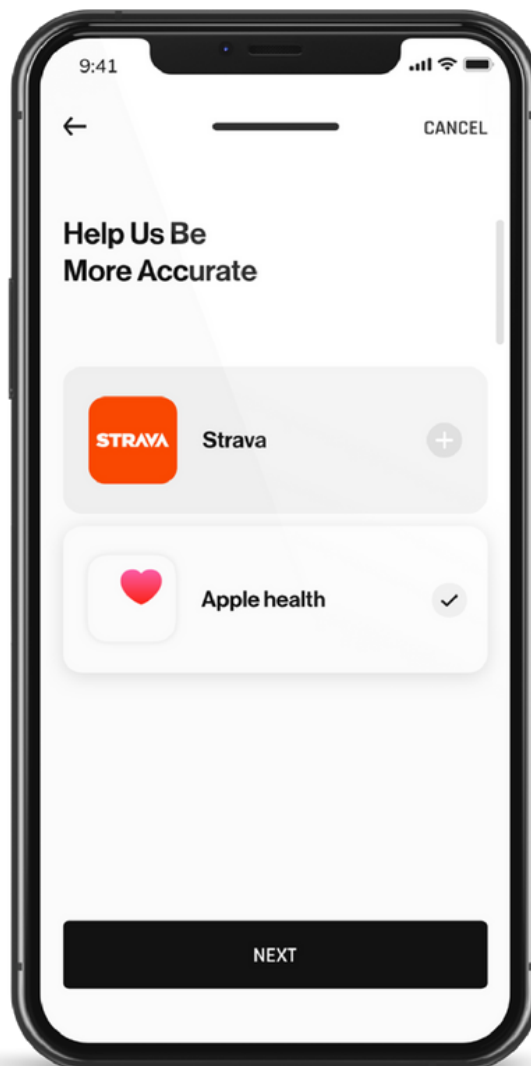 9:41
CANCEL
Help Us Be
More Accurate
STRAVA
Strava
Apple health
NEXT